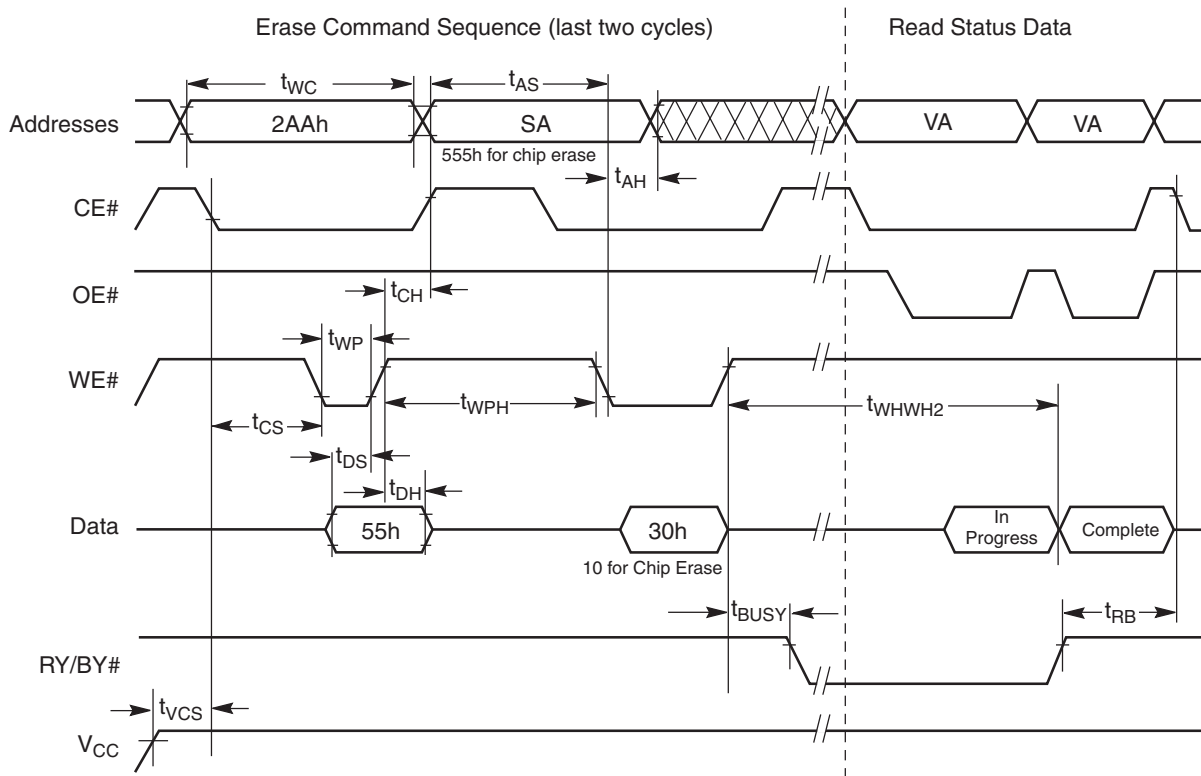 Erase Command Sequence (last two cycles)
Read Status Data
tWC
tAS
Addresses
2AAh
SA
VA
VA
555h for chip erase
tAH
CE#
OE#
tCH
tWP
WE#
tWPH
tWHWH2
tCS
tDS
tDH
Data
55h
30h
In
Progress
Complete
10 for Chip Erase
tBUSY
tRB
RY/BY#
tVCS
VCC